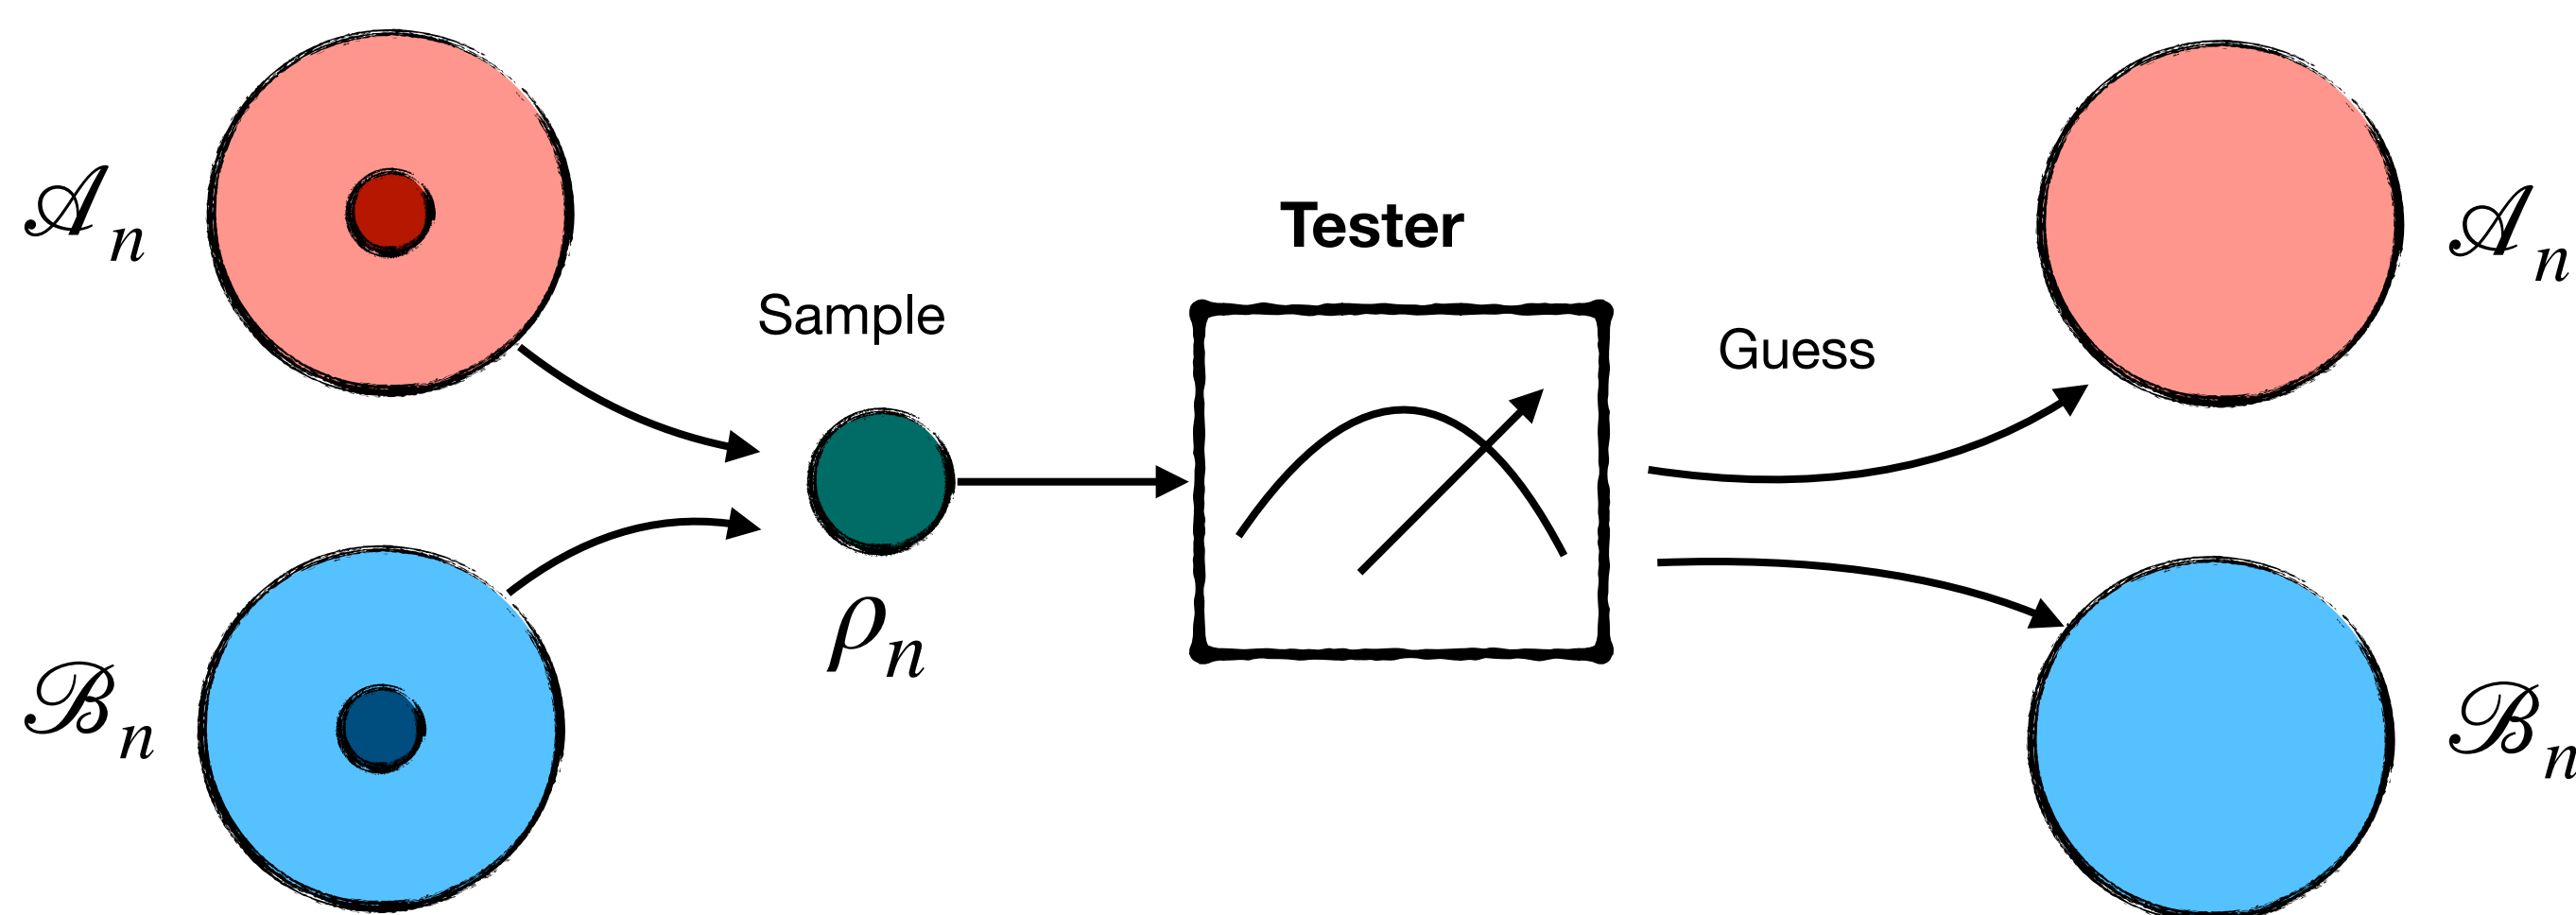 𝒜n
𝒜n
Tester
Sample
Guess
ρn
ℬn
ℬn